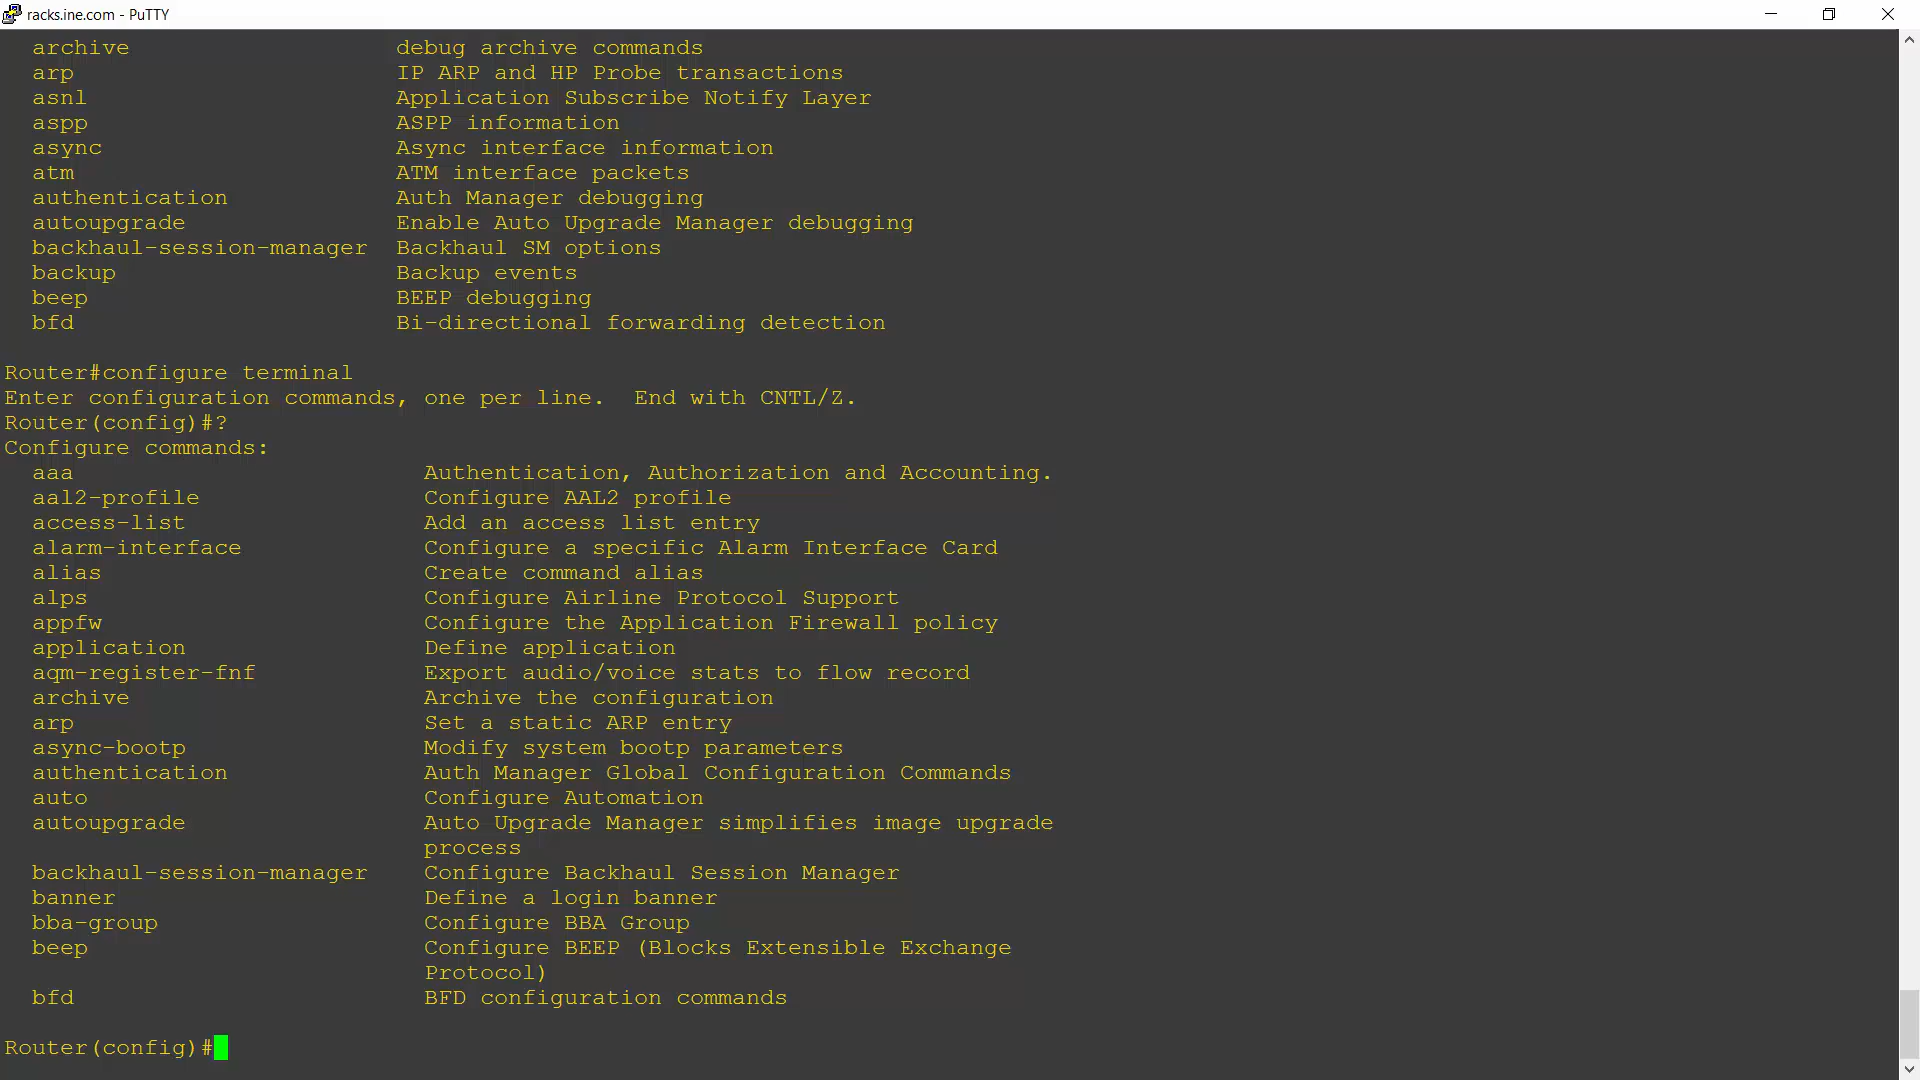 racks.ine.com - PuTTY
archive debug archive commands
arp IP ARP and HP Probe transactions
asnl Application Subscribe Notify Layer
aspp ASPP information
async Async interface information
atm ATM interface packets
authentication Auth Manager debugging
autoupgrade Enable Auto Upgrade Manager debugging
backhaul-session-manager Backhaul SM options
backup Backup events
beep BEEP debugging
bfd Bi-directional forwarding detection
Router#configure terminal
Enter configuration commands, one per line.  End with CNTL/Z.
Router(config)#?
Configure commands:
aaa Authentication, Authorization and Accounting.
aal2-profile Configure AAL2 profile
access-list Add an access list entry
alarm-interface Configure a specific Alarm Interface Card
alias Create command alias
alps Configure Airline Protocol Support
appfw Configure the Application Firewall policy
application Define application
aqm-register-fnf Export audio/voice stats to flow record
archive Archive the configuration
arp Set a static ARP entry
async-bootp Modify system bootp parameters
authentication Auth Manager Global Configuration Commands
auto Configure Automation
autoupgrade Auto Upgrade Manager simplifies image upgrade
process
backhaul-session-manager Configure Backhaul Session Manager
banner Define a login banner
bba-group Configure BBA Group
beep Configure BEEP (Blocks Extensible Exchange
Protocol)
bfd BFD configuration commands
Router(config)#